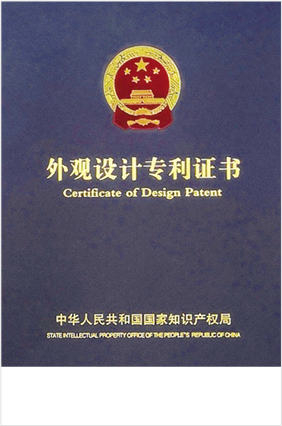 外观设计专利证书
Certificate of Design Patent
中华人民共和国国家知识产权局
STATE INTELLECTUAL PROPERTY OFFICE OF THE PEOPLE"S REPUBLIC OF CHINA